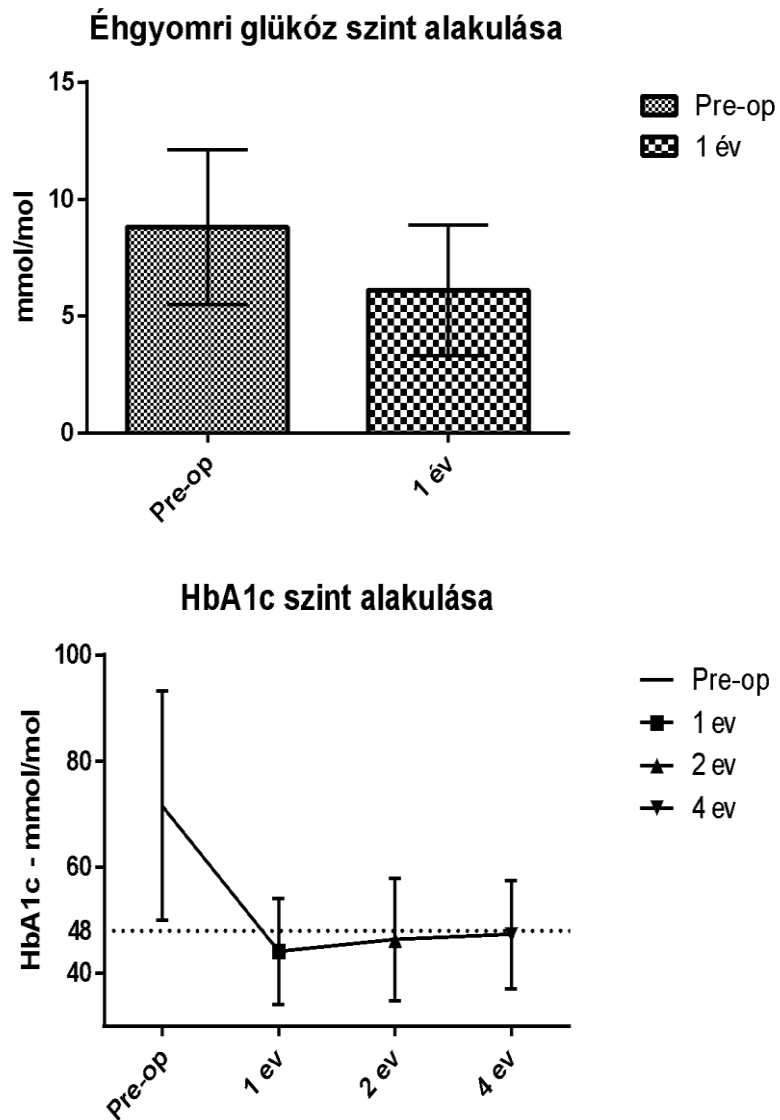 Éhgyomri glükóz szint alakulása
15
10
5
0
mmol/mol
Pre-op
1 év
Pre-op
1 év
HbA1c szint alakulása
100
80
60
48
40
HbA1c - mmol/mol
Pre-op
1 ev
2 ev
4 ev
Pre-op
1 ev
2 ev
4 ev